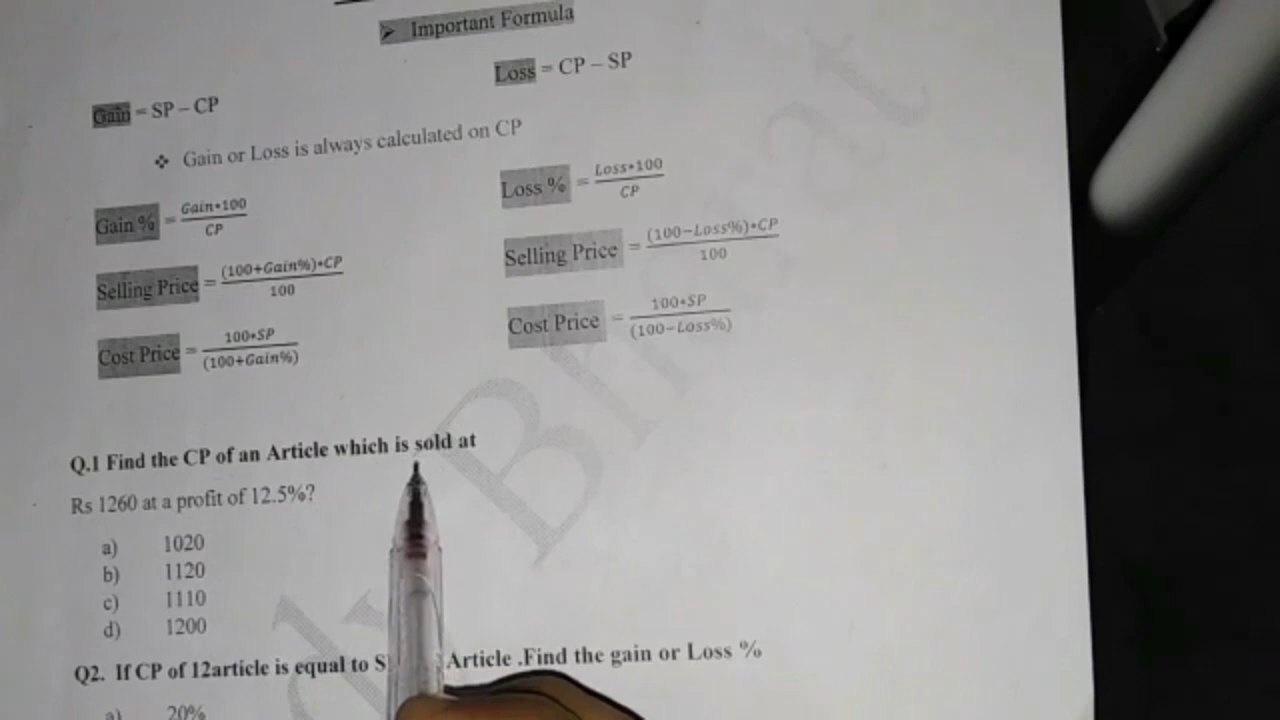 ➢ Important Formula
Gain = SP – CP
Loss = CP – SP
❖ Gain or Loss is always calculated on CP
Gain % = Gain*100 / CP
Loss % = Loss*100 / CP
Selling Price = (100+Gain%)*CP / 100
Selling Price = (100−Loss%)*CP / 100
Cost Price = 100*SP / (100+Gain%)
Cost Price = 100*SP / (100−Loss%)
Q.1 Find the CP of an Article which is sold at
Rs 1260 at a profit of 12.5%?
a) 1020
b) 1120
c) 1110
d) 1200
Q2. If CP of 12article is equal to S Article .Find the gain or Loss %
a) 20%